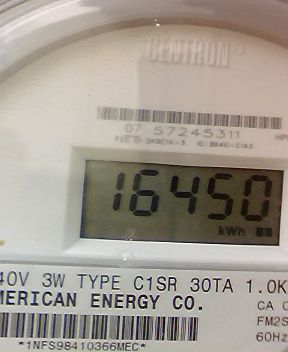 CENTRON®
07 57245311
16450
kWh
40V 3W TYPE C1SR 30TA 1.0K
MERICAN ENERGY CO.
CA
FM2S
60Hz
*1NFS98410366MEC*